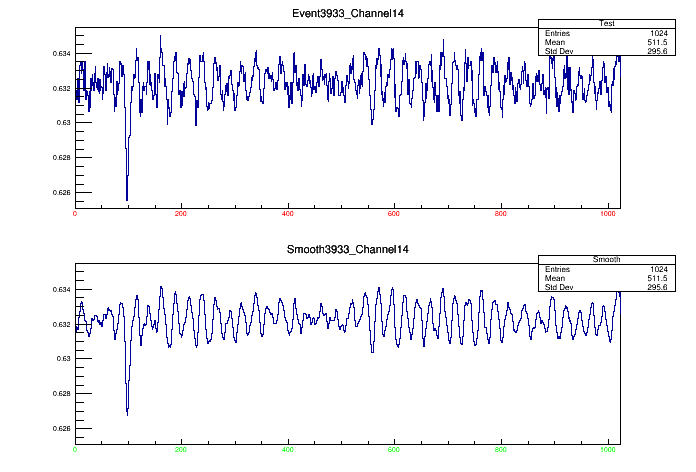 Event3933_Channel14
Test
Entries 1024
Mean 511.5
Std Dev 295.6
0.634
0.632
0.63
0.628
0.626
0 200 400 600 800 1000
Smooth3933_Channel14
Smooth
Entries 1024
Mean 511.5
Std Dev 295.6
0.634
0.632
0.63
0.628
0.626
0 200 400 600 800 1000